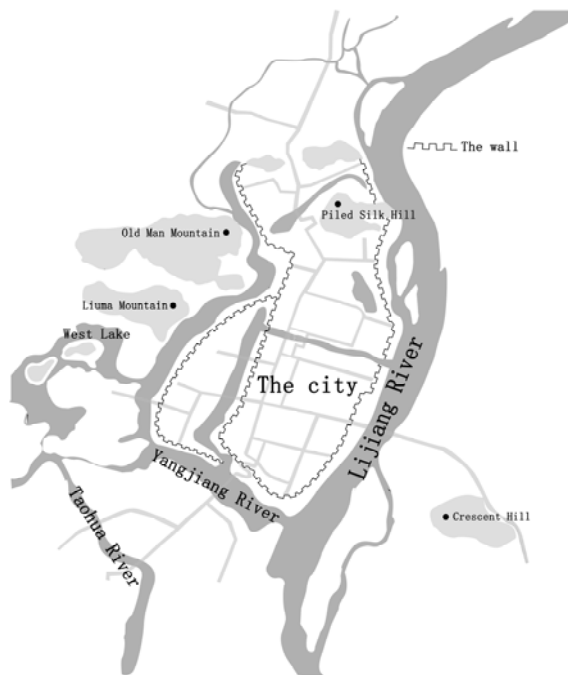 The wall
Piled Silk Hill
Old Man Mountain
Liuma Mountain
West Lake
The city
Lijiang River
Yangjiang River
Taohua River
Crescent Hill